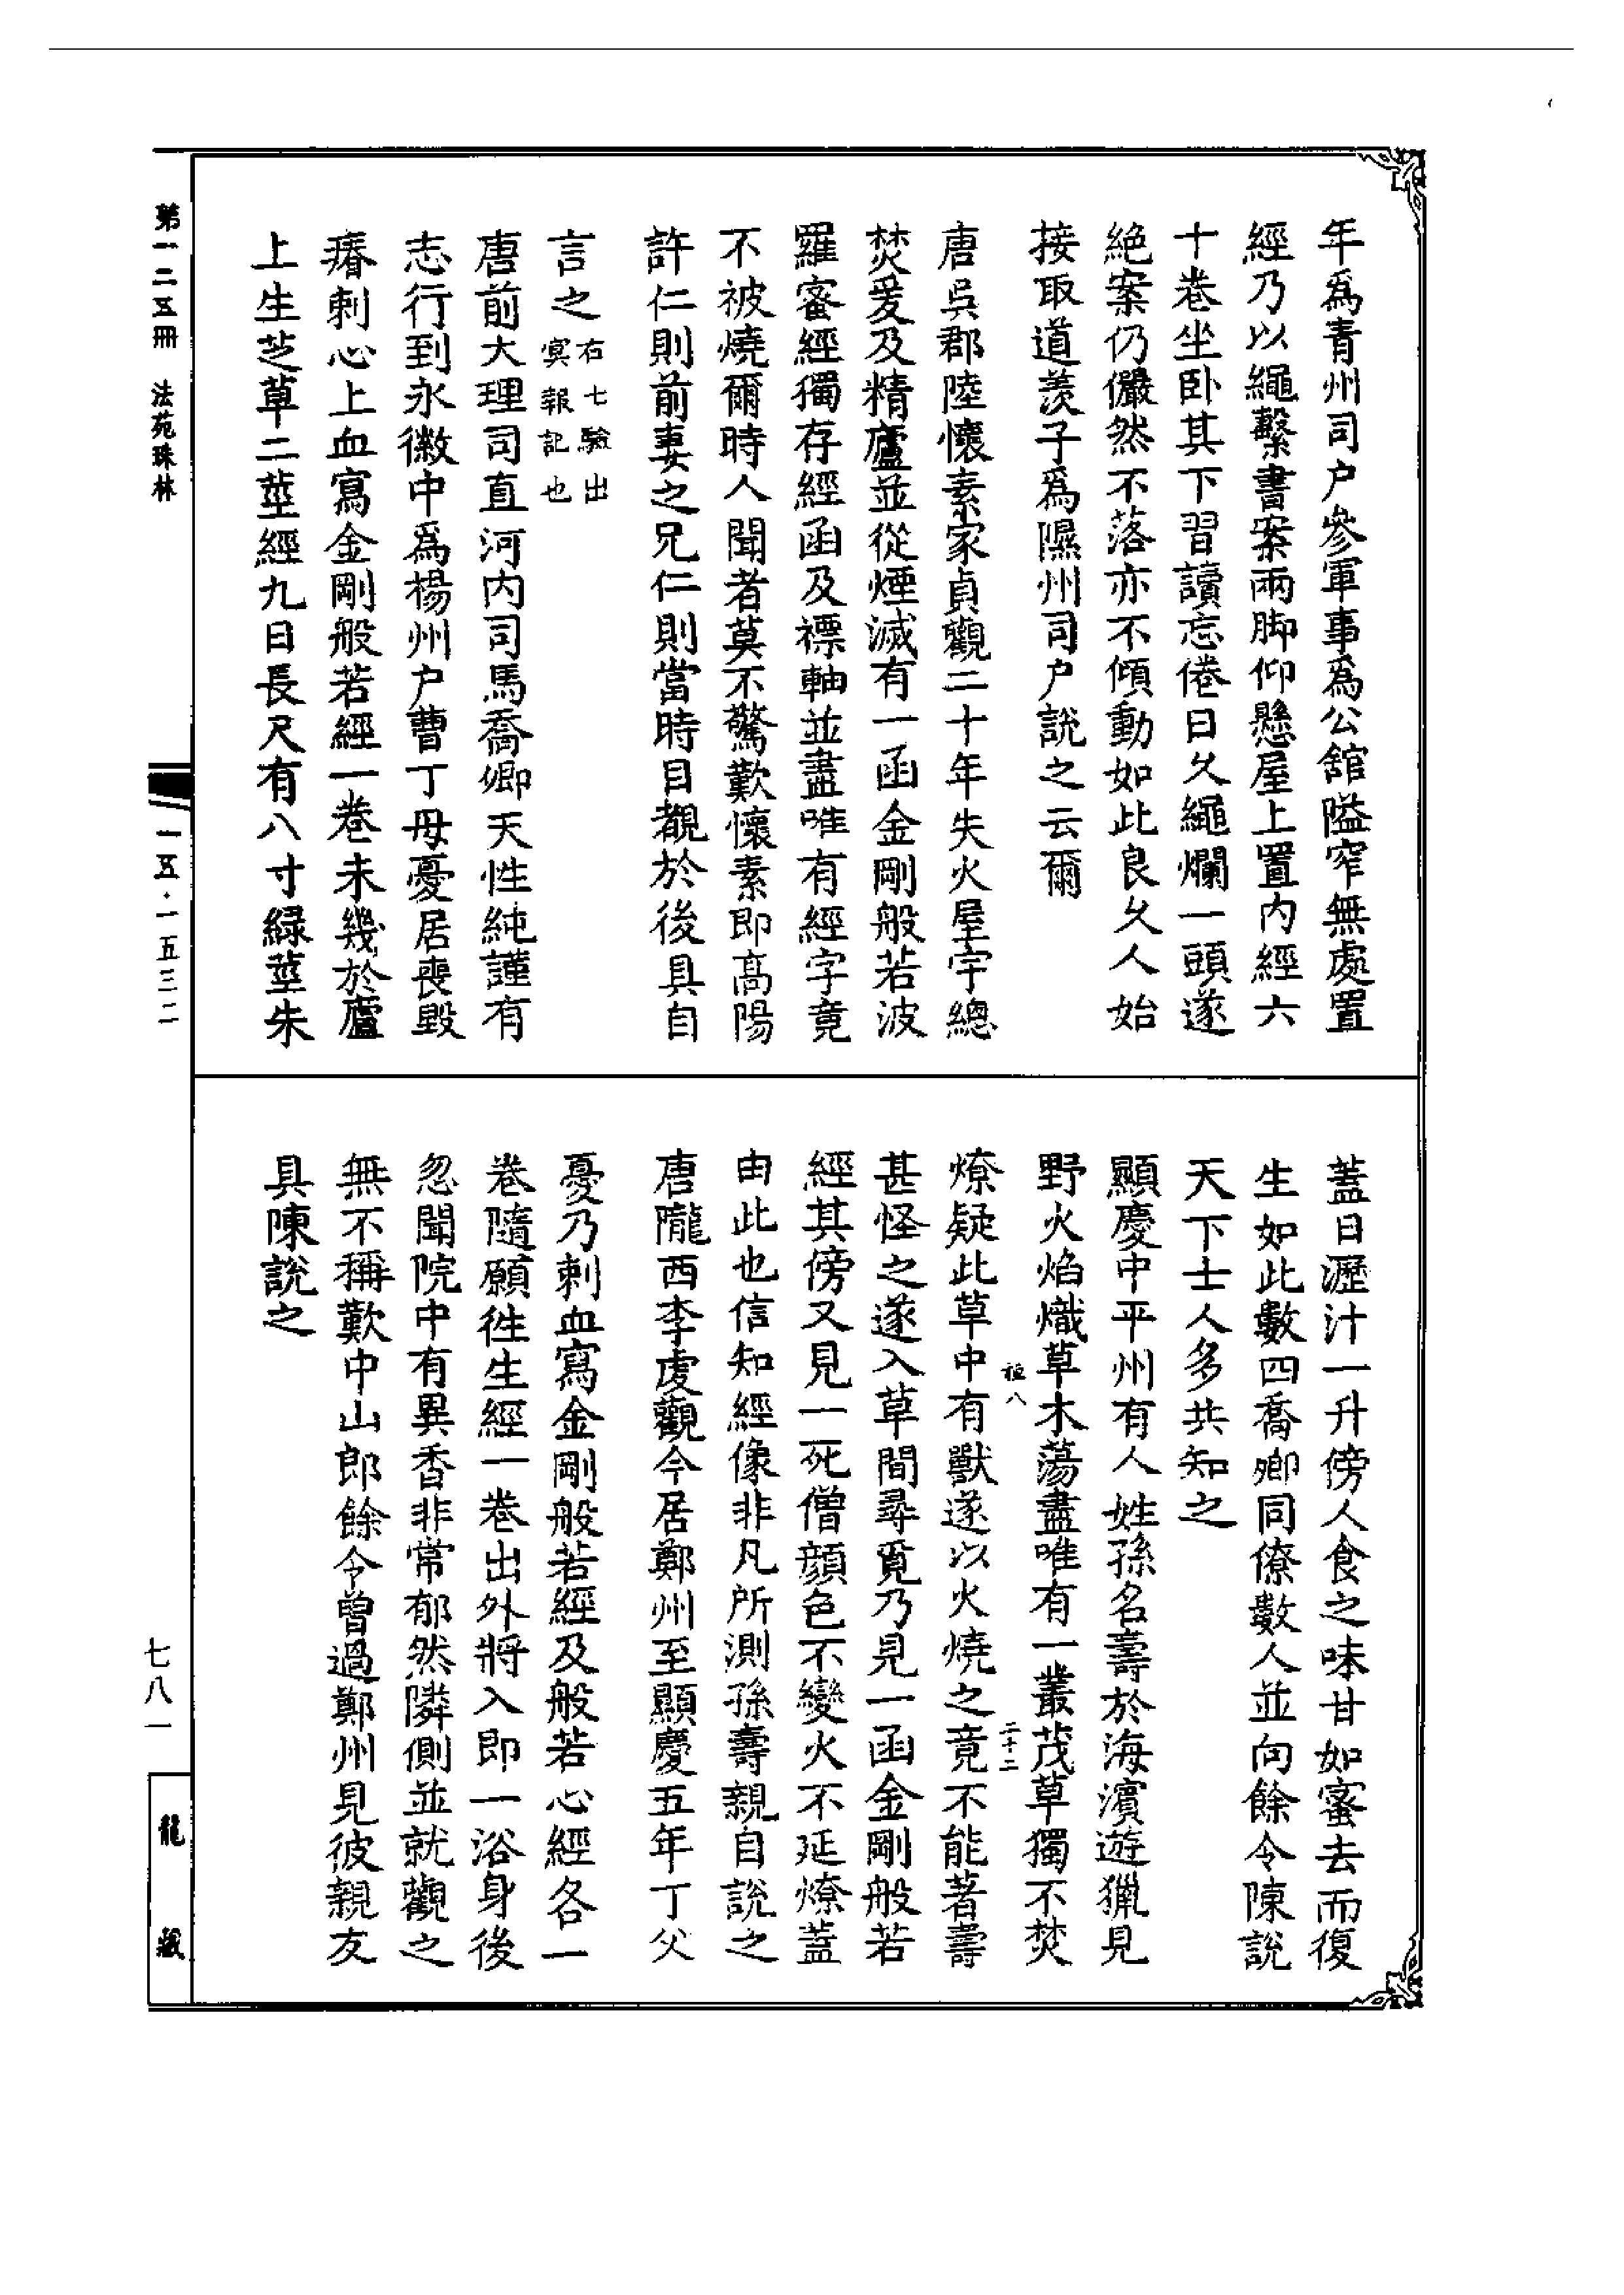 年爲青州司户參軍事爲公舘隘窄無處置
經乃以繩繫書案兩脚仰懸屋上置内經六
十卷坐卧其下習讀忘倦日久繩爛一頭遂
絕案仍儼然不落亦不傾動如此良久人始
接取道羨子爲隰州司户說之云爾
唐吳郡陸懷素家貞觀二十年失火屋宇總
焚爰及精廬並從煙滅有一函金剛般若波
羅蜜經獨存經函及褾軸並盡唯有經字竟
不被燒爾時人聞者莫不驚歎懷素即高陽
許仁則前妻之兄仁則當時目覩於後具自
言之右七驗出冥報記也
唐前大理司直河内司馬喬卿天性純謹有
志行到永徽中爲楊州户曹丁母憂居喪毀
瘠刺心上血寫金剛般若經一卷未幾於廬
上生芝草二莖經九日長尺有八寸緑莖朱
蓋日瀝汁一升傍人食之味甘如蜜去而復
生如此數四喬卿同僚數人並向餘令陳說
天下士人多共知之
顯慶中平州有人姓孫名壽於海濱遊獵見
野火焰熾草木蕩盡唯有一叢茂草獨不焚
八
二十二
燎疑此草中有獸遂以火燒之竟不能著壽
甚怪之遂入草間尋覓乃見一函金剛般若
經其傍又見一死僧顔色不變火不延燎蓋
由此也信知經像非凡所測孫壽親自說之
唐隴西李虔觀今居鄭州至顯慶五年丁父
憂乃刺血寫金剛般若經及般若心經各一
卷隨願往生經一卷出外將入即一浴身後
忽聞院中有異香非常郁然隣側並就觀之
無不稱歎中山郎餘令曾過鄭州見彼親友
具陳說之
第一二五冊　法苑珠林
一五·一五三二
七八一
龍藏